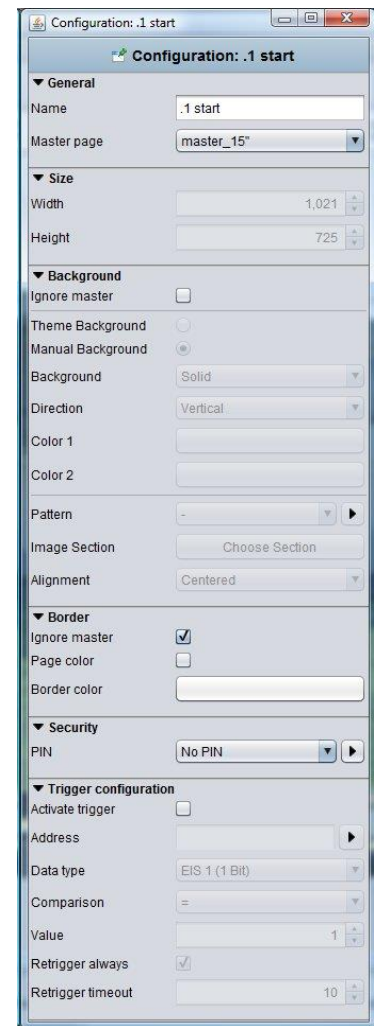 Configuration: .1 start
Configuration: .1 start
General
Name .1 start
Master page master_15"
Size
Width 1,021
Height 725
Background
Ignore master
Theme Background
Manual Background
Background Solid
Direction Vertical
Color 1
Color 2
Pattern -
Image Section Choose Section
Alignment Centered
Border
Ignore master
Page color
Border color
Security
PIN No PIN
Trigger configuration
Activate trigger
Address
Data type EIS 1 (1 Bit)
Comparison =
Value 1
Retrigger always
Retrigger timeout 10